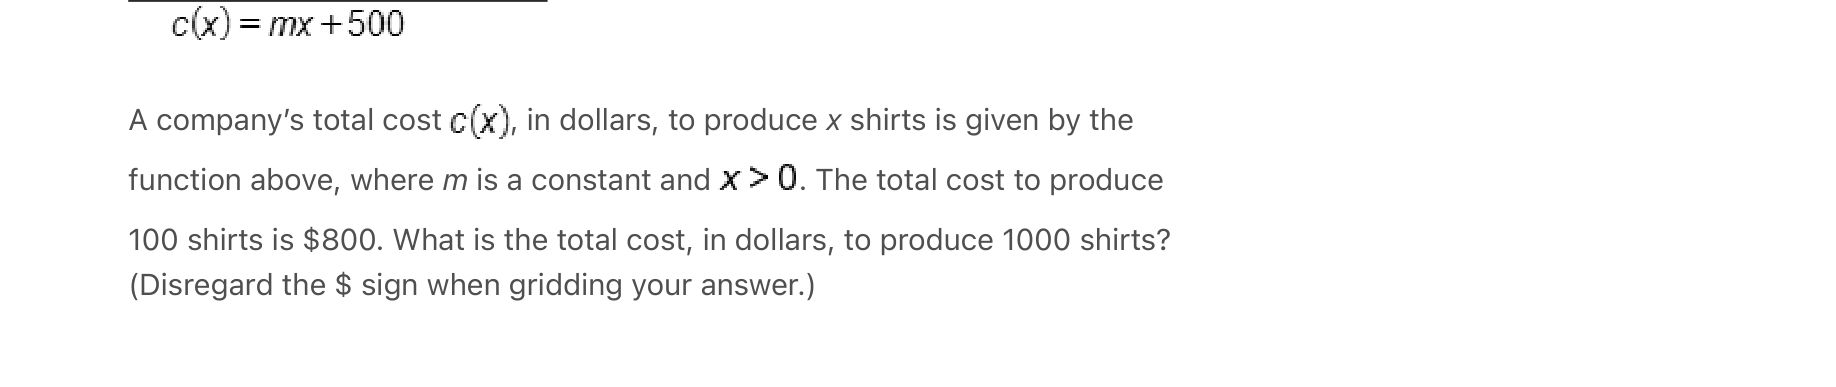 c(x) = mx + 500
A company’s total cost c(x), in dollars, to produce x shirts is given by the
function above, where m is a constant and x > 0. The total cost to produce
100 shirts is $800. What is the total cost, in dollars, to produce 1000 shirts?
(Disregard the $ sign when gridding your answer.)